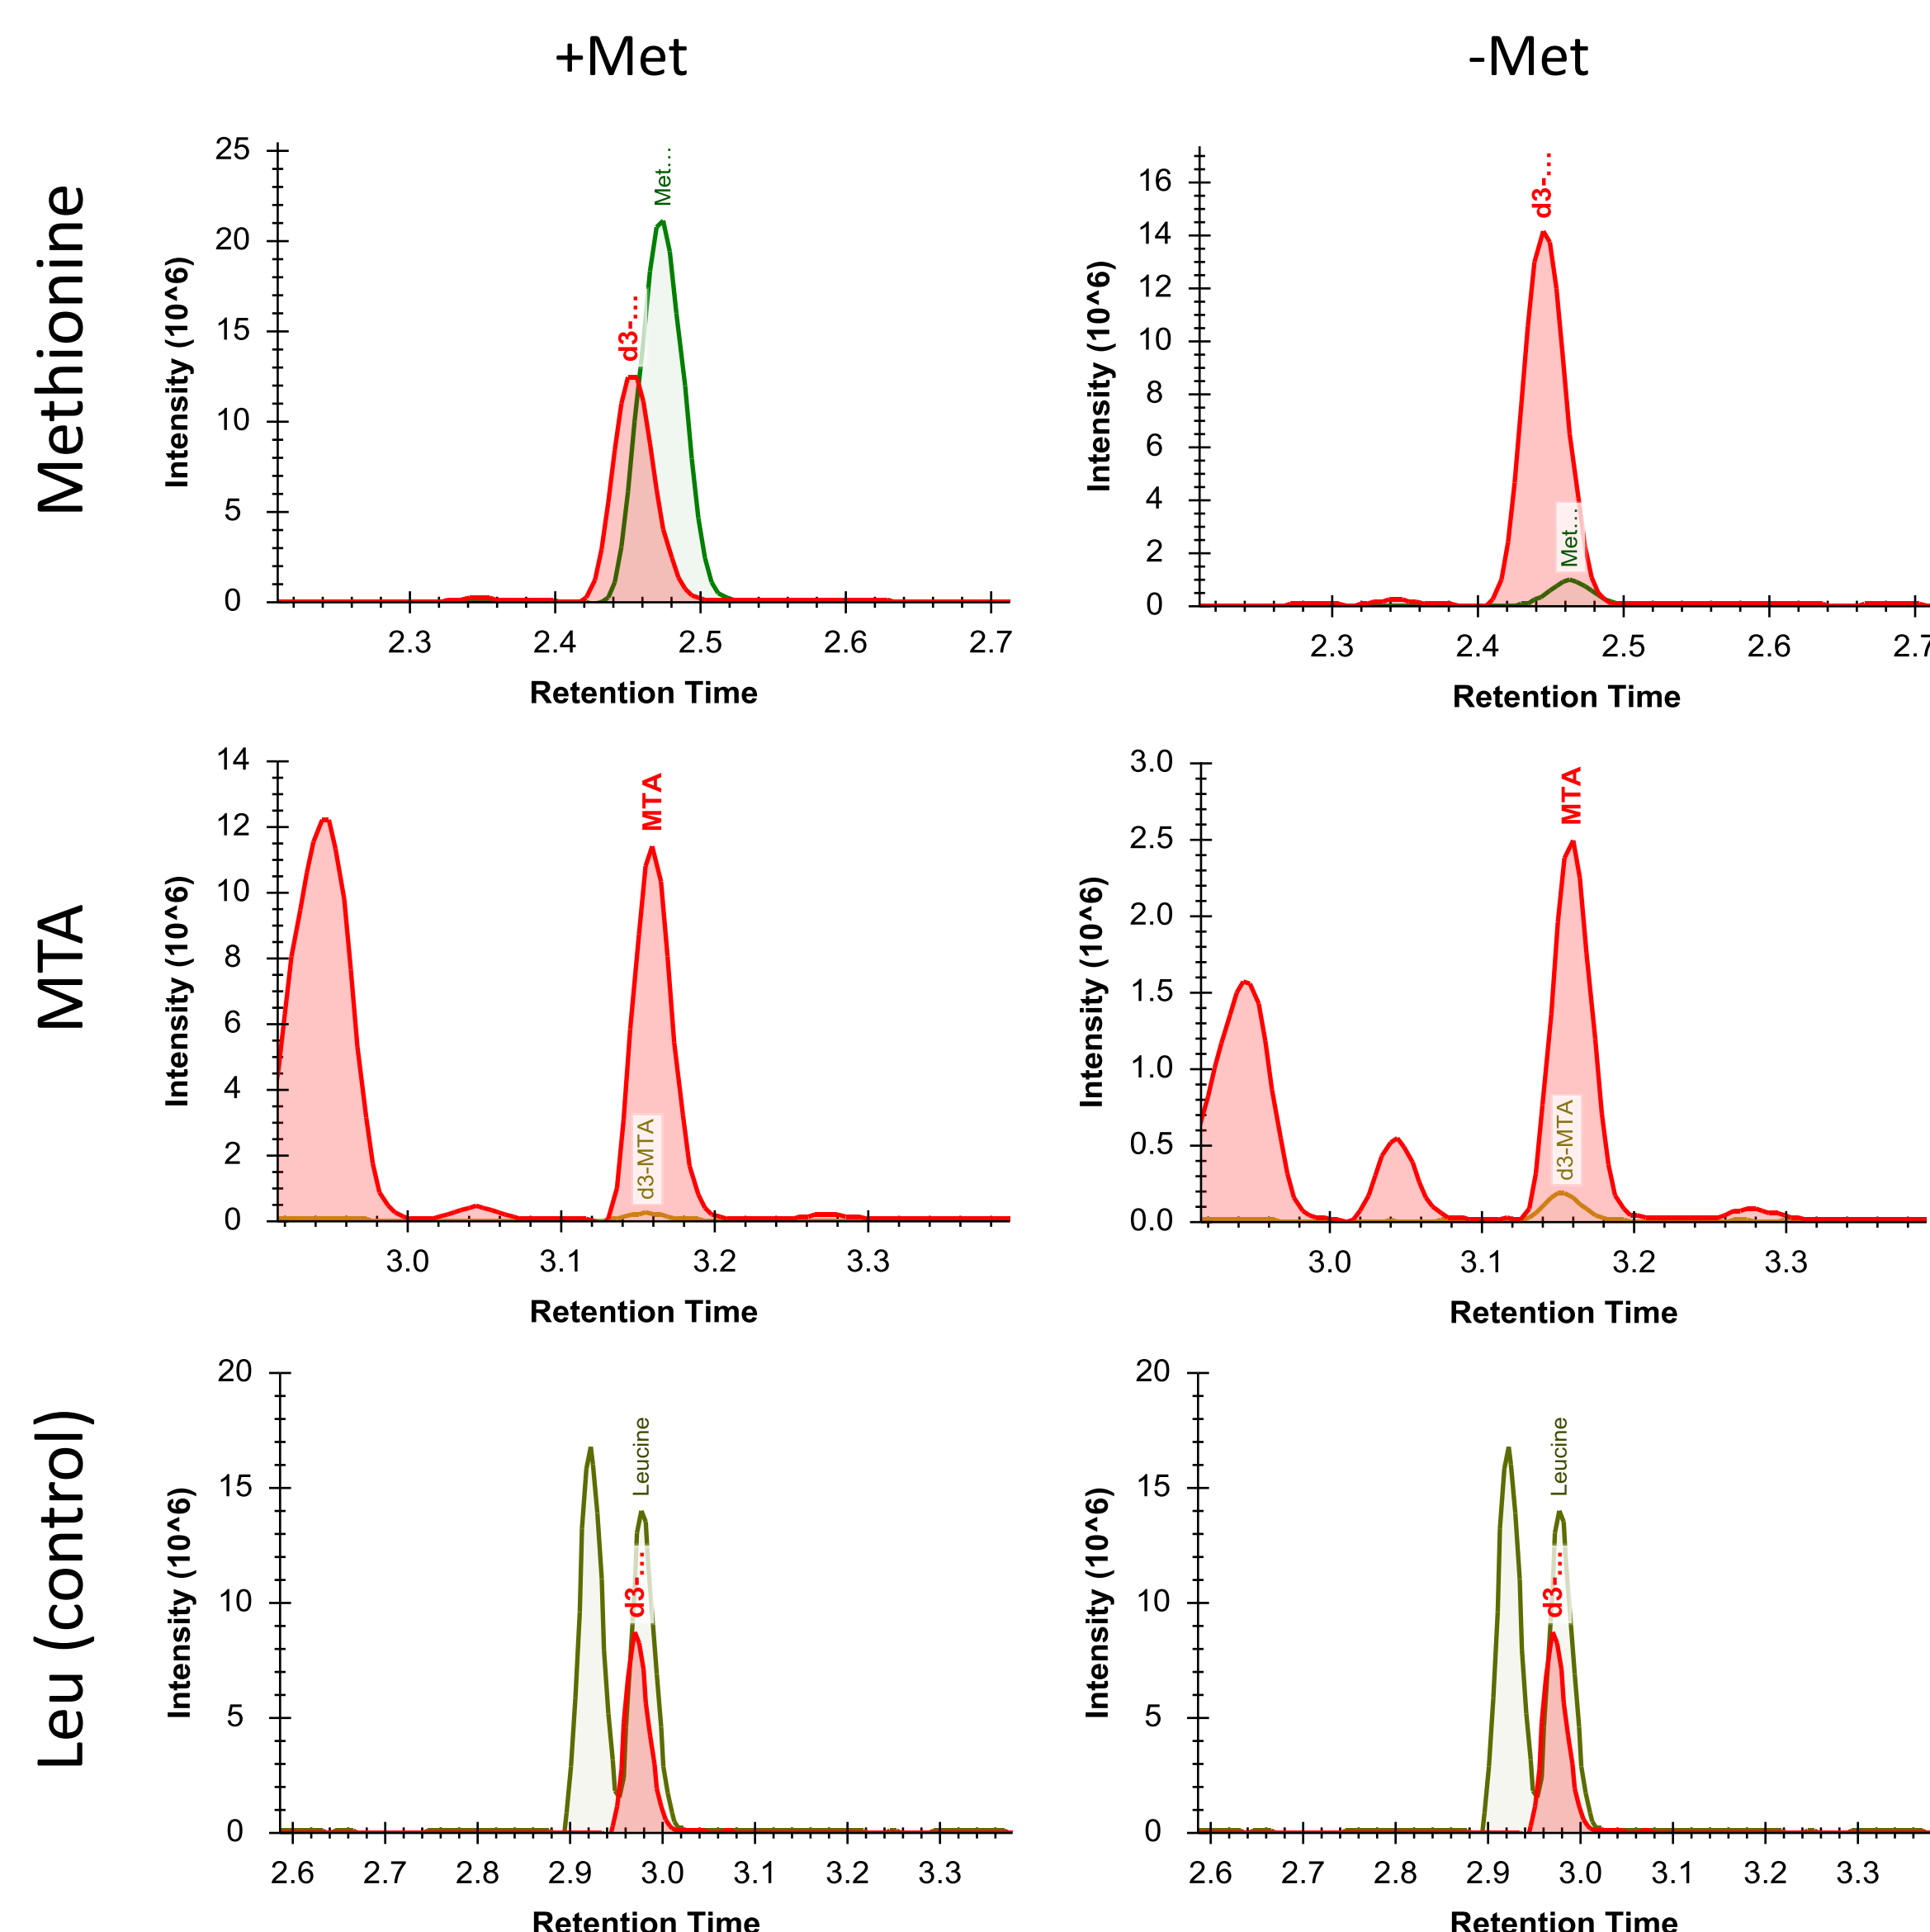 +Met
-Met
Methionine
25
20
15
10
5
0
Intensity (10^6)
d3-...
Met...
2.3 2.4 2.5 2.6 2.7
Retention Time
16
14
12
10
8
6
4
2
0
Intensity (10^6)
d3-...
Met...
2.3 2.4 2.5 2.6 2.7
Retention Time
MTA
14
12
10
8
6
4
2
0
Intensity (10^6)
MTA
d3-MTA
3.0 3.1 3.2 3.3
Retention Time
3.0
2.5
2.0
1.5
1.0
0.5
0.0
Intensity (10^6)
MTA
d3-MTA
3.0 3.1 3.2 3.3
Retention Time
Leu (control)
20
15
10
5
0
Intensity (10^6)
Leucine
d3-...
2.6 2.7 2.8 2.9 3.0 3.1 3.2 3.3
Retention Time
20
15
10
5
0
Intensity (10^6)
Leucine
d3-...
2.6 2.7 2.8 2.9 3.0 3.1 3.2 3.3
Retention Time